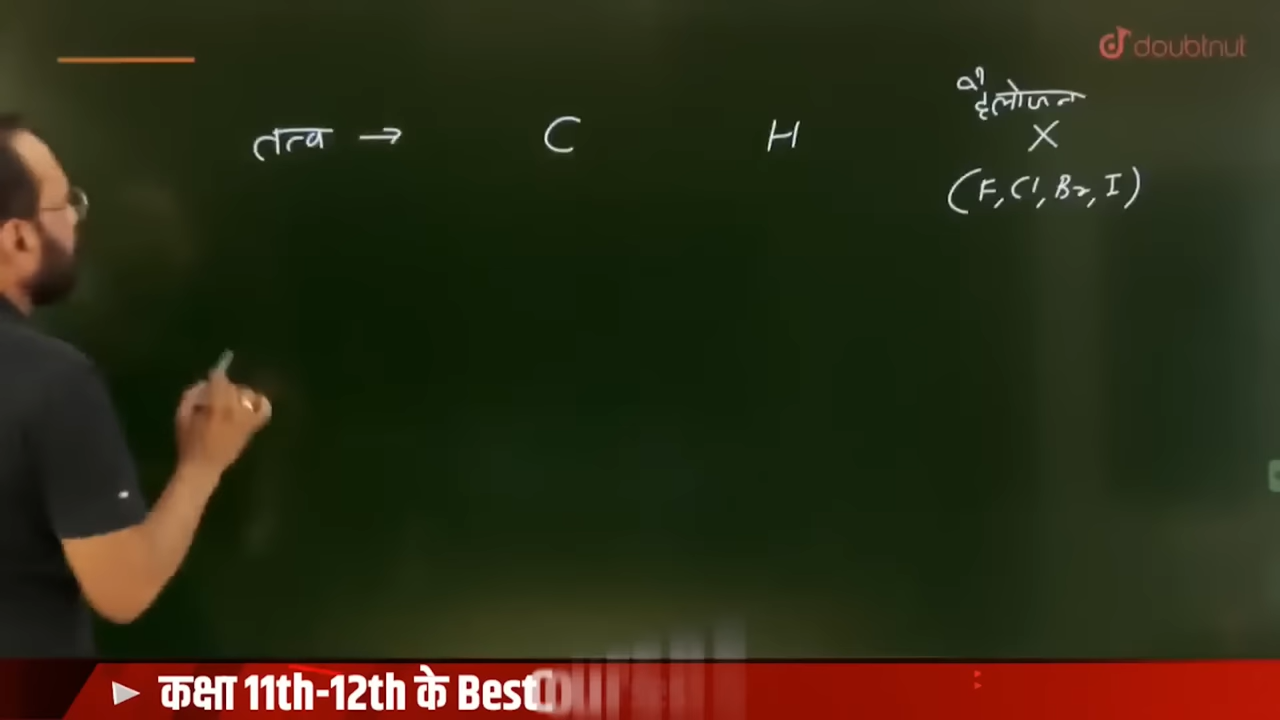 doubtnut
हैलोजन
तत्व → C H X
(F, Cl, Br, I)
कक्षा 11th-12th के Best